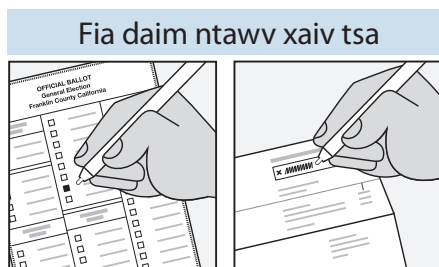 Fia daim ntawv xaiv tsa
OFFICIAL BALLOT
General Election
Franklin County California